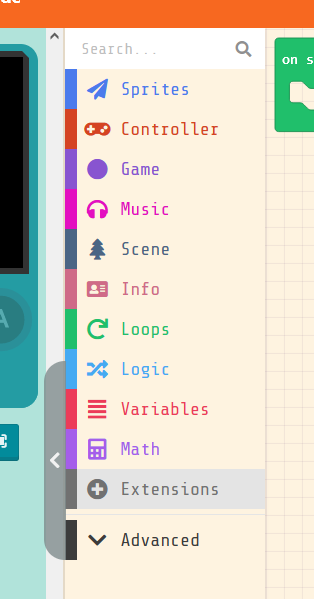 Search...
on s
Sprites
Controller
Game
Music
Scene
Info
Loops
Logic
Variables
Math
Extensions
Advanced
A